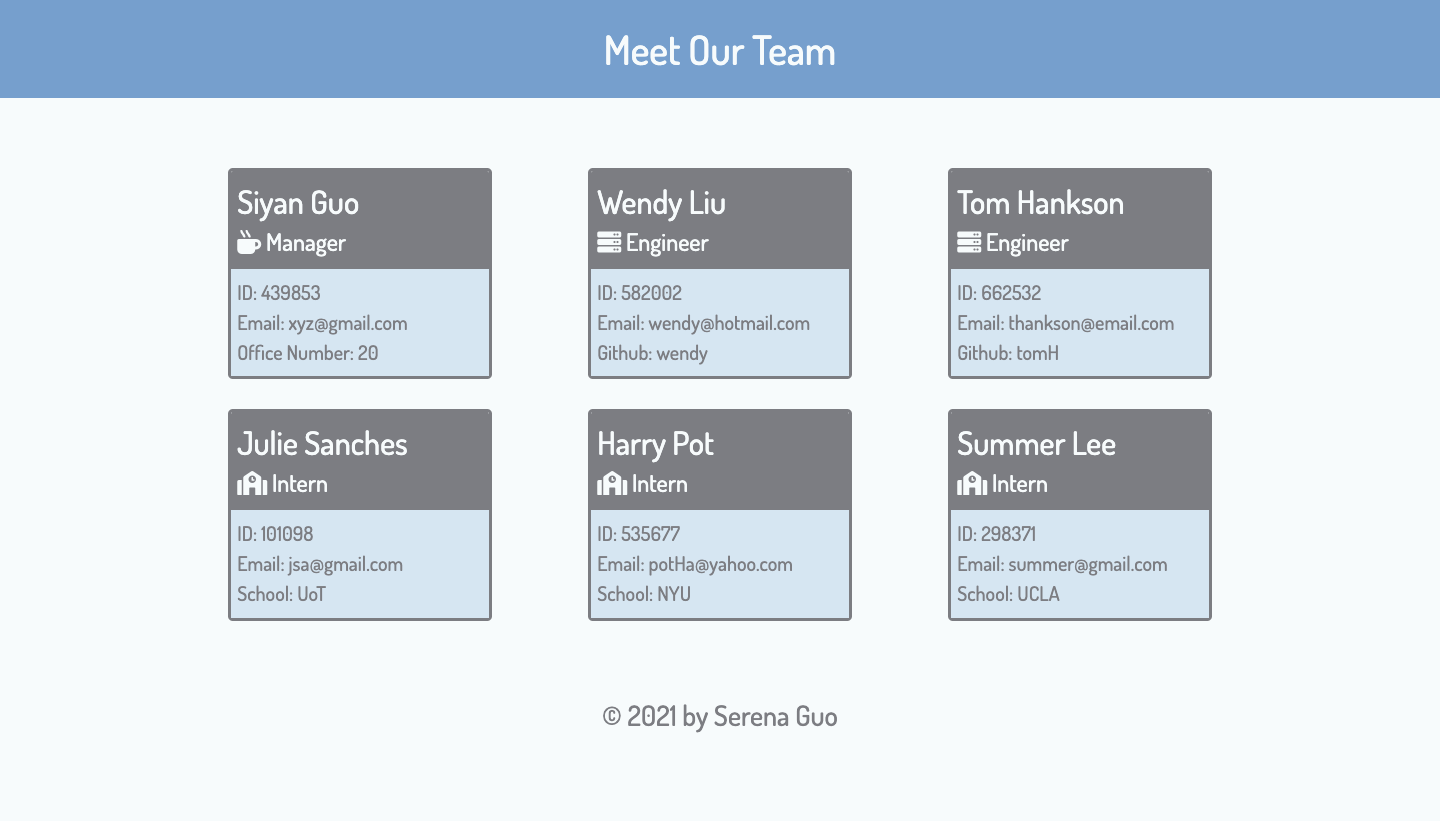 Meet Our Team
Siyan Guo
Manager
ID: 439853
Email: xyz@gmail.com
Office Number: 20
Wendy Liu
Engineer
ID: 582002
Email: wendy@hotmail.com
Github: wendy
Tom Hankson
Engineer
ID: 662532
Email: thankson@email.com
Github: tomH
Julie Sanches
Intern
ID: 101098
Email: jsa@gmail.com
School: UoT
Harry Pot
Intern
ID: 535677
Email: potHa@yahoo.com
School: NYU
Summer Lee
Intern
ID: 298371
Email: summer@gmail.com
School: UCLA
© 2021 by Serena Guo